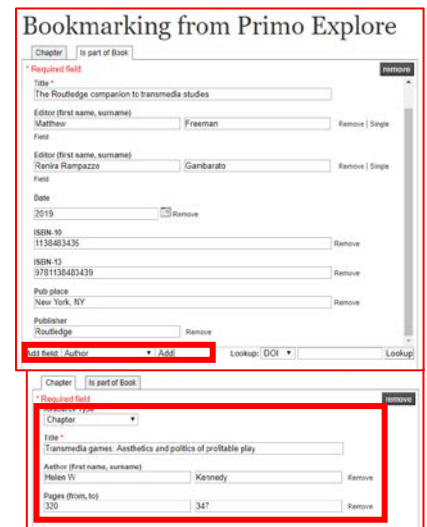 Bookmarking from Primo Explore
Chapter Is part of Book
* Required field remove
Title *
The Routledge companion to transmedia studies
Editor (first name, surname)
Matthew Freeman Remove | Single
Field
Editor (first name, surname)
Renira Rampazzo Gambarato Remove | Single
Field
Date
2019 Remove
ISBN-10
1138483435 Remove
ISBN-13
9781138483439 Remove
Pub place
New York, NY Remove
Publisher
Routledge Remove
Add field: Author Add Lookup: DOI Lookup
Chapter Is part of Book
* Required field remove
Resource Type
Chapter
Title *
Transmedia games: Aesthetics and politics of profitable play
Author (first name, surname)
Helen W Kennedy Remove
Pages (from, to)
320 347 Remove